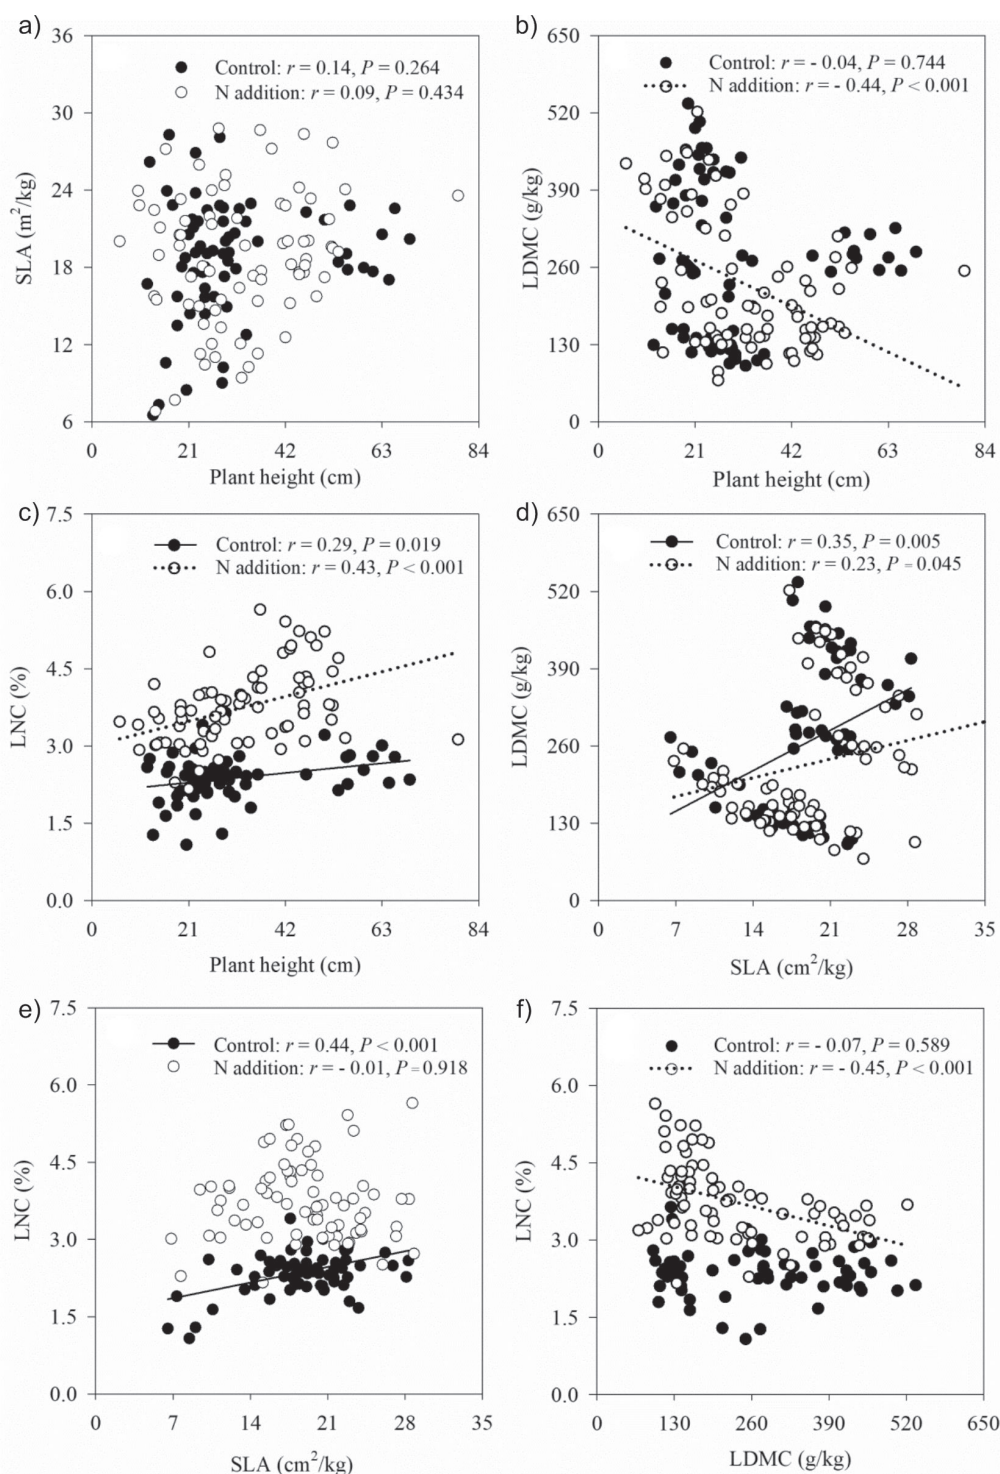 a)
36
30
24
18
12
6
SLA (m²/kg)
Control: r = 0.14, P = 0.264
N addition: r = 0.09, P = 0.434
0 21 42 63 84
Plant height (cm)
b)
650
520
390
260
130
0
LDMC (g/kg)
Control: r = - 0.04, P = 0.744
N addition: r = - 0.44, P < 0.001
0 21 42 63 84
Plant height (cm)
c)
7.5
6.0
4.5
3.0
1.5
0.0
LNC (%)
Control: r = 0.29, P = 0.019
N addition: r = 0.43, P < 0.001
0 21 42 63 84
Plant height (cm)
d)
650
520
390
260
130
0
LDMC (g/kg)
Control: r = 0.35, P = 0.005
N addition: r = 0.23, P = 0.045
0 7 14 21 28 35
SLA (cm²/kg)
e)
7.5
6.0
4.5
3.0
1.5
0.0
LNC (%)
Control: r = 0.44, P < 0.001
N addition: r = - 0.01, P = 0.918
0 7 14 21 28 35
SLA (cm²/kg)
f)
7.5
6.0
4.5
3.0
1.5
0.0
LNC (%)
Control: r = - 0.07, P = 0.589
N addition: r = - 0.45, P < 0.001
0 130 260 390 520 650
LDMC (g/kg)